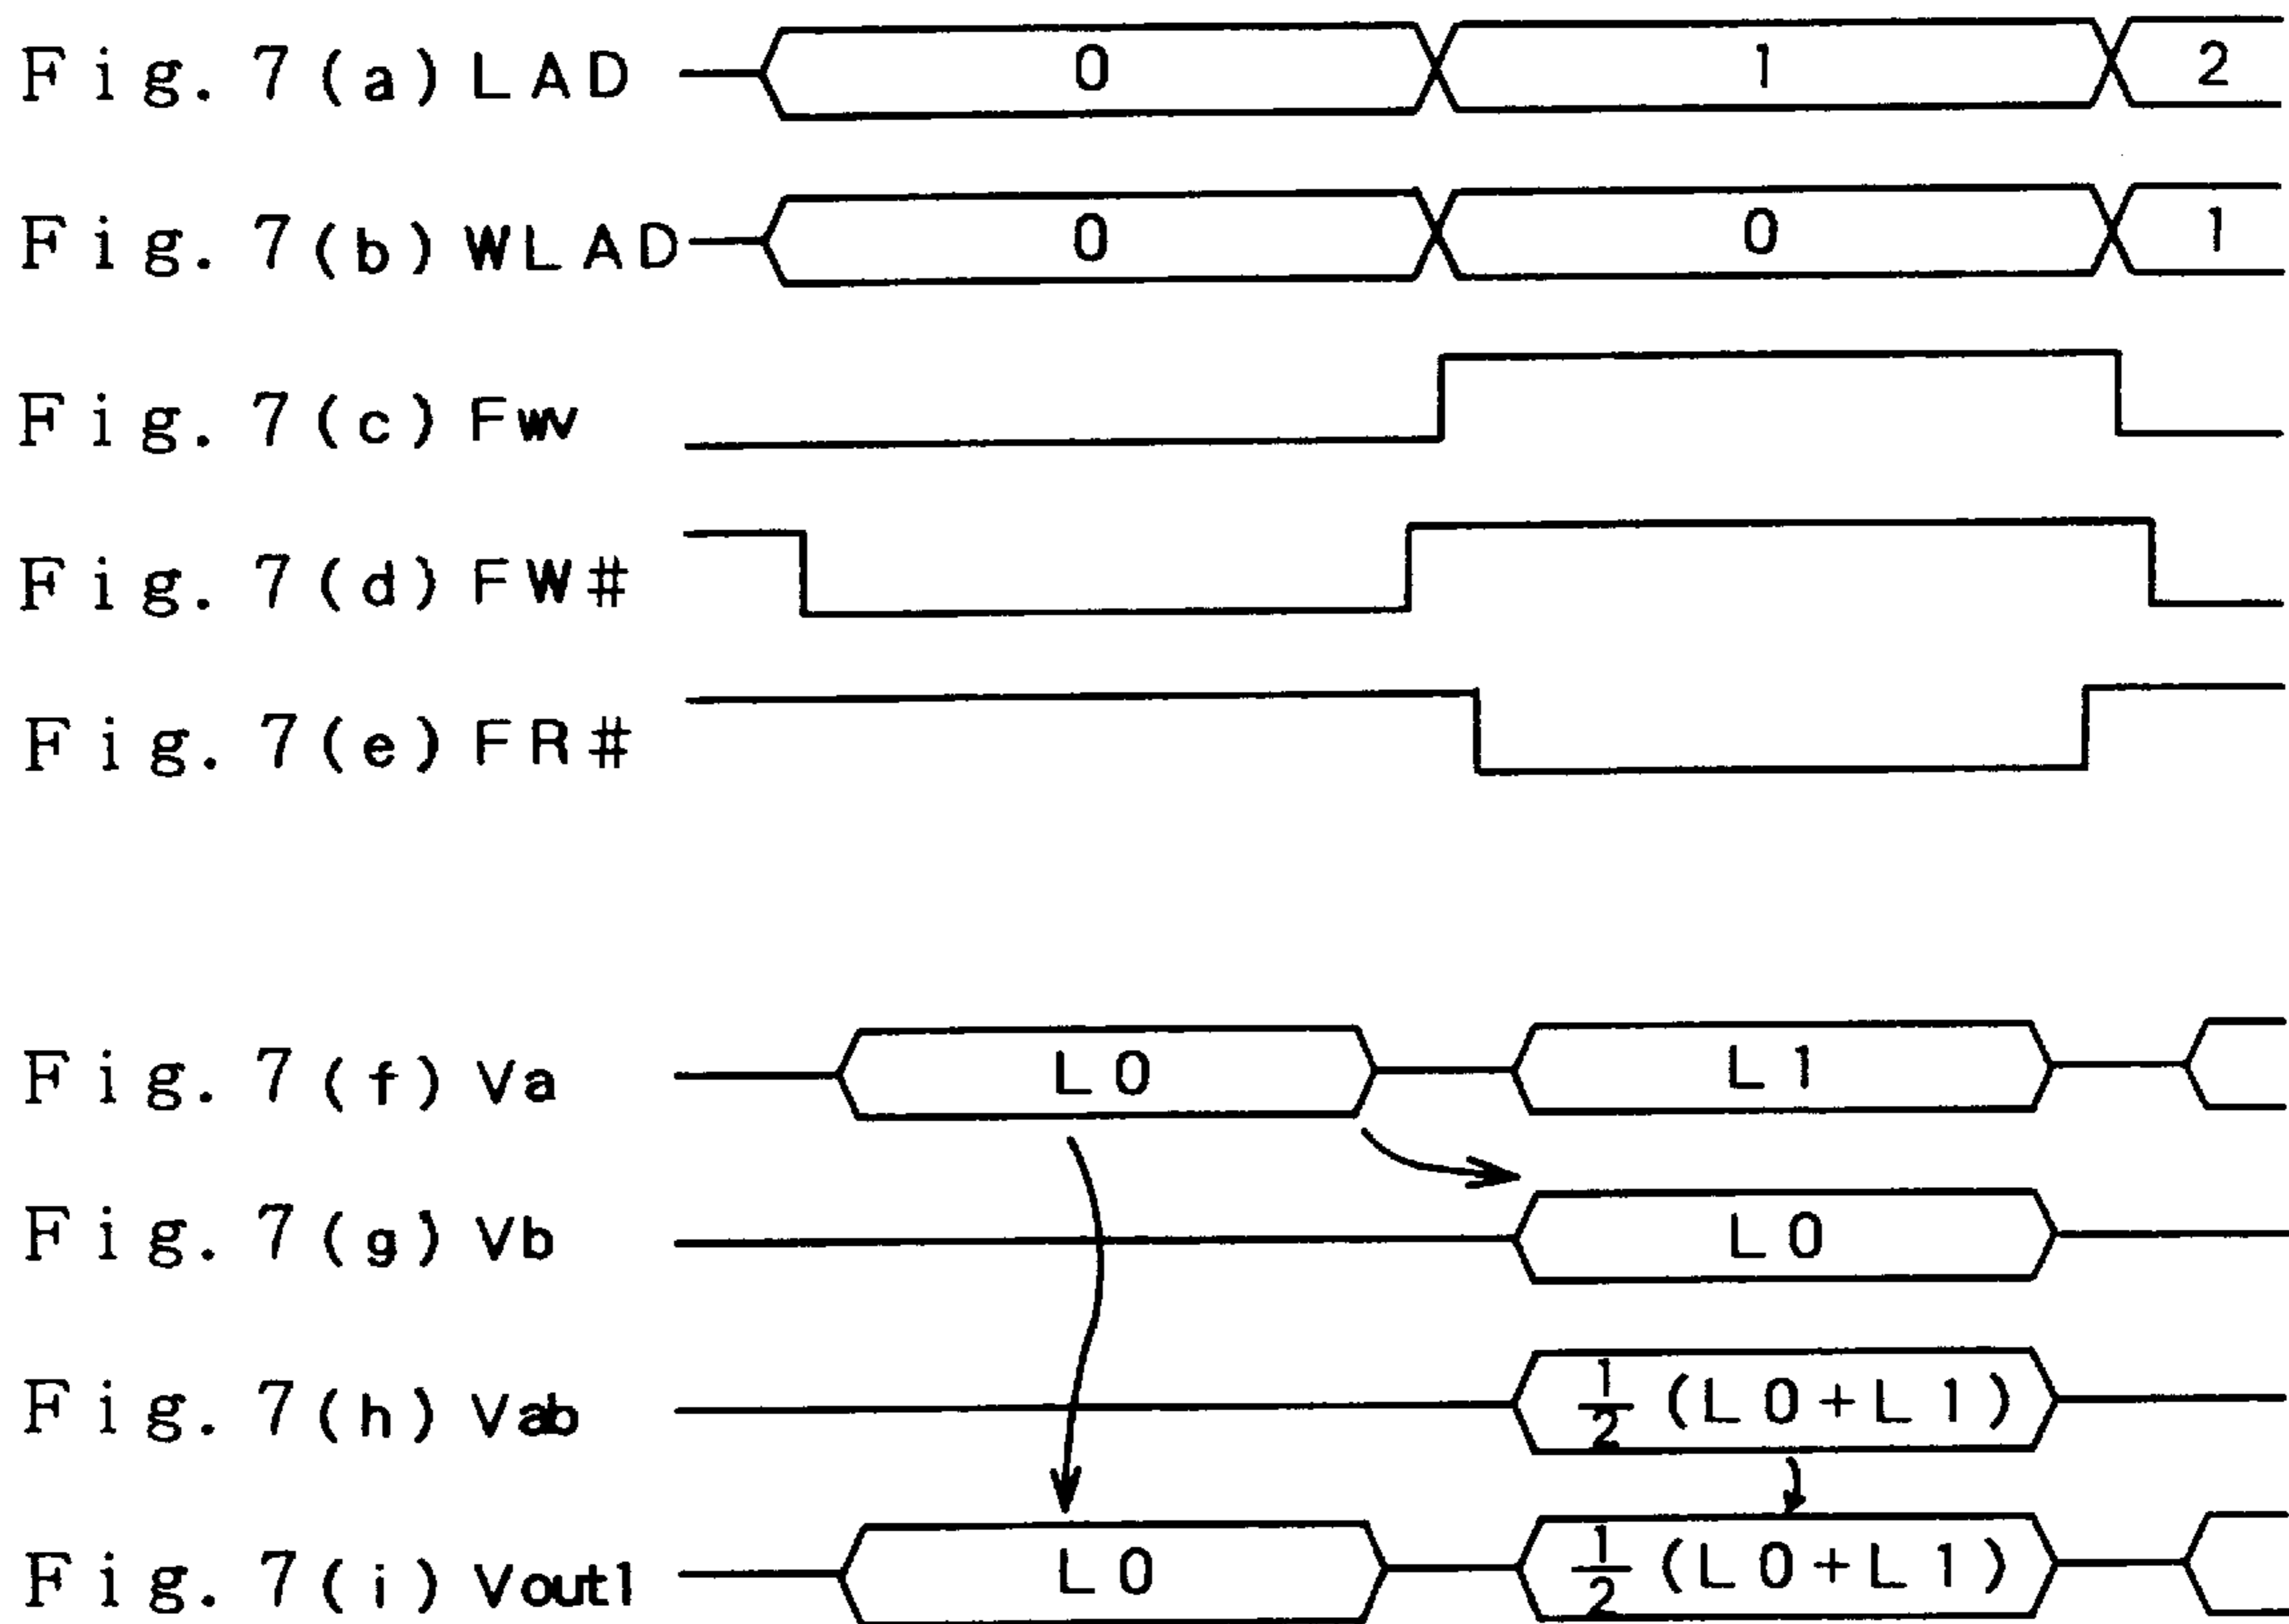 Fig. 7(a) LAD 0 1 2
Fig. 7(b) WLAD 0 0 1
Fig. 7(c) Fwv
Fig. 7(d) FW#
Fig. 7(e) FR#
Fig. 7(f) Va L0 L1
Fig. 7(g) Vb L0
Fig. 7(h) Vab 1/2 (L0+L1)
Fig. 7(i) Vout1 L0 1/2 (L0+L1)